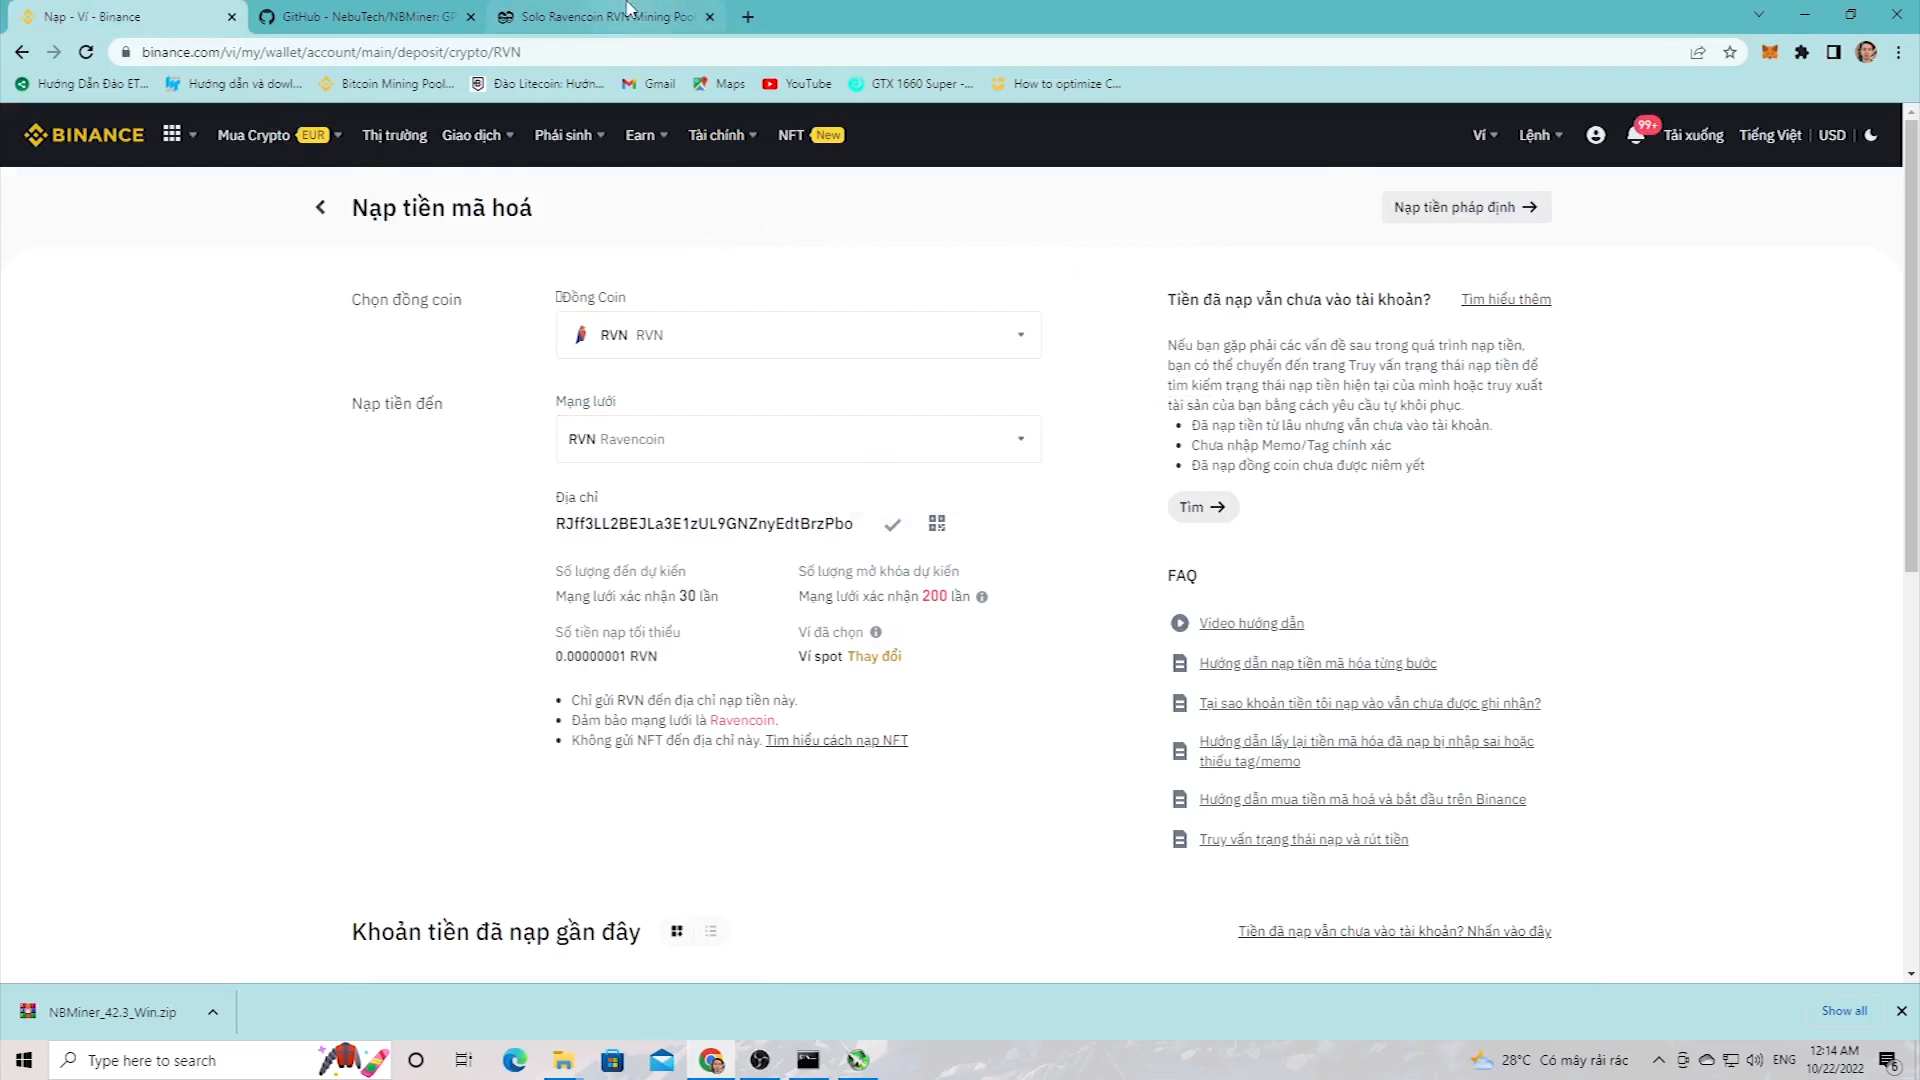 Nạp - Ví - Binance
GitHub - NebuTech/NBMiner: GP
Solo Ravencoin RVN Mining Poo
binance.com/vi/my/wallet/account/main/deposit/crypto/RVN
Hướng Dẫn Đào ET...
Hướng dẫn và dowl...
Bitcoin Mining Pool...
Đào Litecoin: Hướn...
Gmail
Maps
YouTube
GTX 1660 Super -...
How to optimize C...
BINANCE
Mua Crypto EUR
Thị trường
Giao dịch
Phái sinh
Earn
Tài chính
NFT New
Ví
Lệnh
99+
Tải xuống
Tiếng Việt
USD
Nạp tiền mã hoá
Nạp tiền pháp định
Chọn đồng coin
Đồng Coin
RVN RVN
Nạp tiền đến
Mạng lưới
RVN Ravencoin
Địa chỉ
RJff3LL2BEJLa3E1zUL9GNZnyEdtBrzPbo
Số lượng đến dự kiến
Mạng lưới xác nhận 30 lần
Số lượng mở khóa dự kiến
Mạng lưới xác nhận 200 lần
Số tiền nạp tối thiểu
0.00000001 RVN
Ví đã chọn
Ví spot Thay đổi
Chỉ gửi RVN đến địa chỉ nạp tiền này.
Đảm bảo mạng lưới là Ravencoin.
Không gửi NFT đến địa chỉ này. Tìm hiểu cách nạp NFT
Tiền đã nạp vẫn chưa vào tài khoản?
Tìm hiểu thêm
Nếu bạn gặp phải các vấn đề sau trong quá trình nạp tiền,
bạn có thể chuyển đến trang Truy vấn trạng thái nạp tiền để
tìm kiếm trạng thái nạp tiền hiện tại của mình hoặc truy xuất
tài sản của bạn bằng cách yêu cầu tự khôi phục.
Đã nạp tiền từ lâu nhưng vẫn chưa vào tài khoản.
Chưa nhập Memo/Tag chính xác
Đã nạp đồng coin chưa được niêm yết
Tìm
FAQ
Video hướng dẫn
Hướng dẫn nạp tiền mã hóa từng bước
Tại sao khoản tiền tôi nạp vào vẫn chưa được ghi nhận?
Hướng dẫn lấy lại tiền mã hóa đã nạp bị nhập sai hoặc
thiếu tag/memo
Hướng dẫn mua tiền mã hoá và bắt đầu trên Binance
Truy vấn trạng thái nạp và rút tiền
Khoản tiền đã nạp gần đây
Tiền đã nạp vẫn chưa vào tài khoản? Nhấn vào đây
NBMiner_42.3_Win.zip
Show all
Type here to search
28°C Có mây rải rác
ENG
12:14 AM
10/22/2022
6